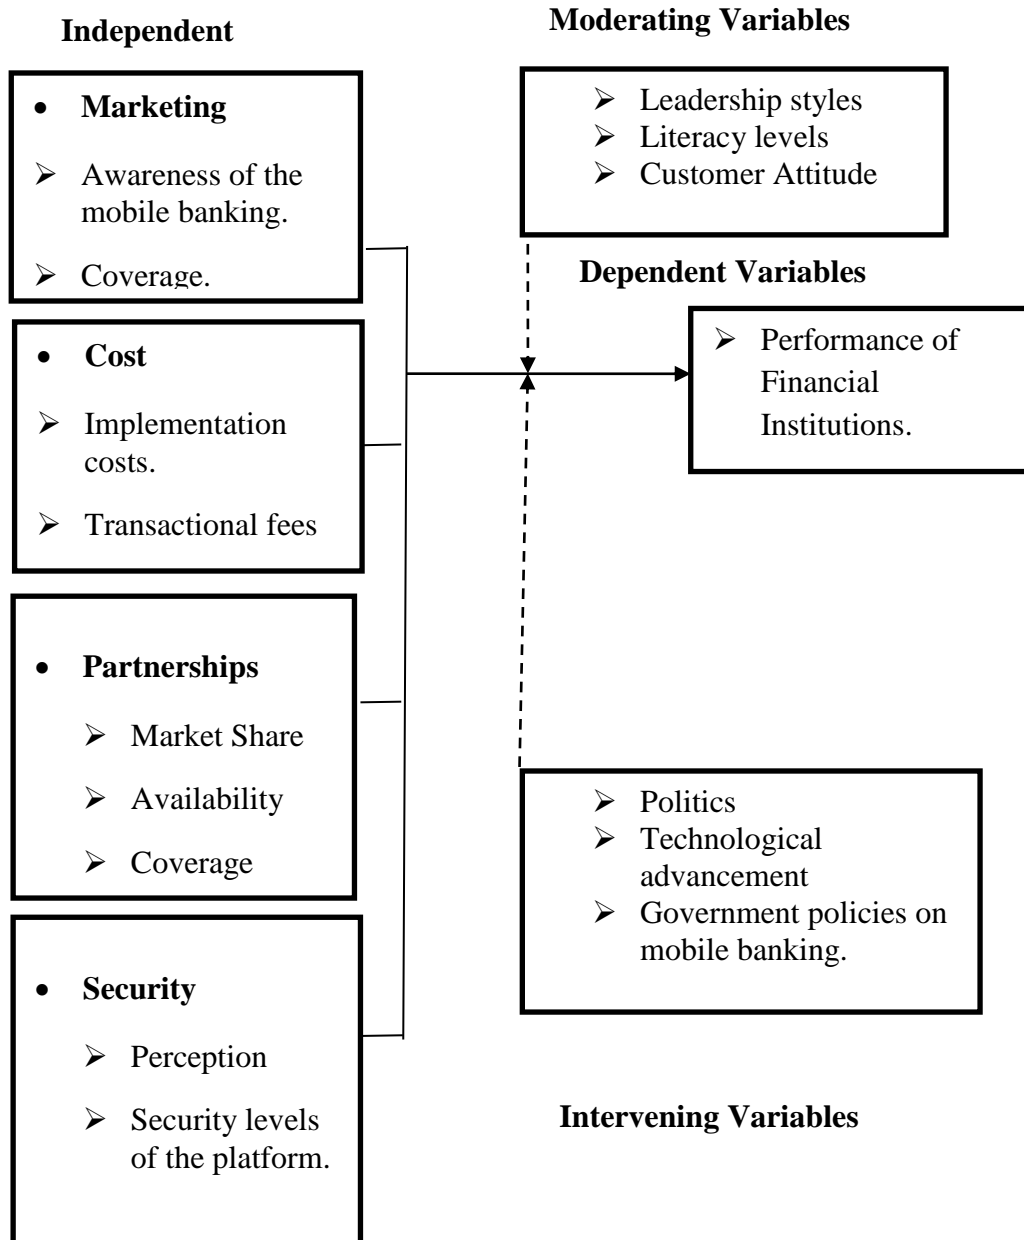 Independent
• Marketing
➢ Awareness of the
mobile banking.
➢ Coverage.
• Cost
➢ Implementation
costs.
➢ Transactional fees
• Partnerships
➢ Market Share
➢ Availability
➢ Coverage
• Security
➢ Perception
➢ Security levels
of the platform.
Moderating Variables
➢ Leadership styles
➢ Literacy levels
➢ Customer Attitude
Dependent Variables
➢ Performance of
Financial
Institutions.
➢ Politics
➢ Technological
advancement
➢ Government policies on
mobile banking.
Intervening Variables